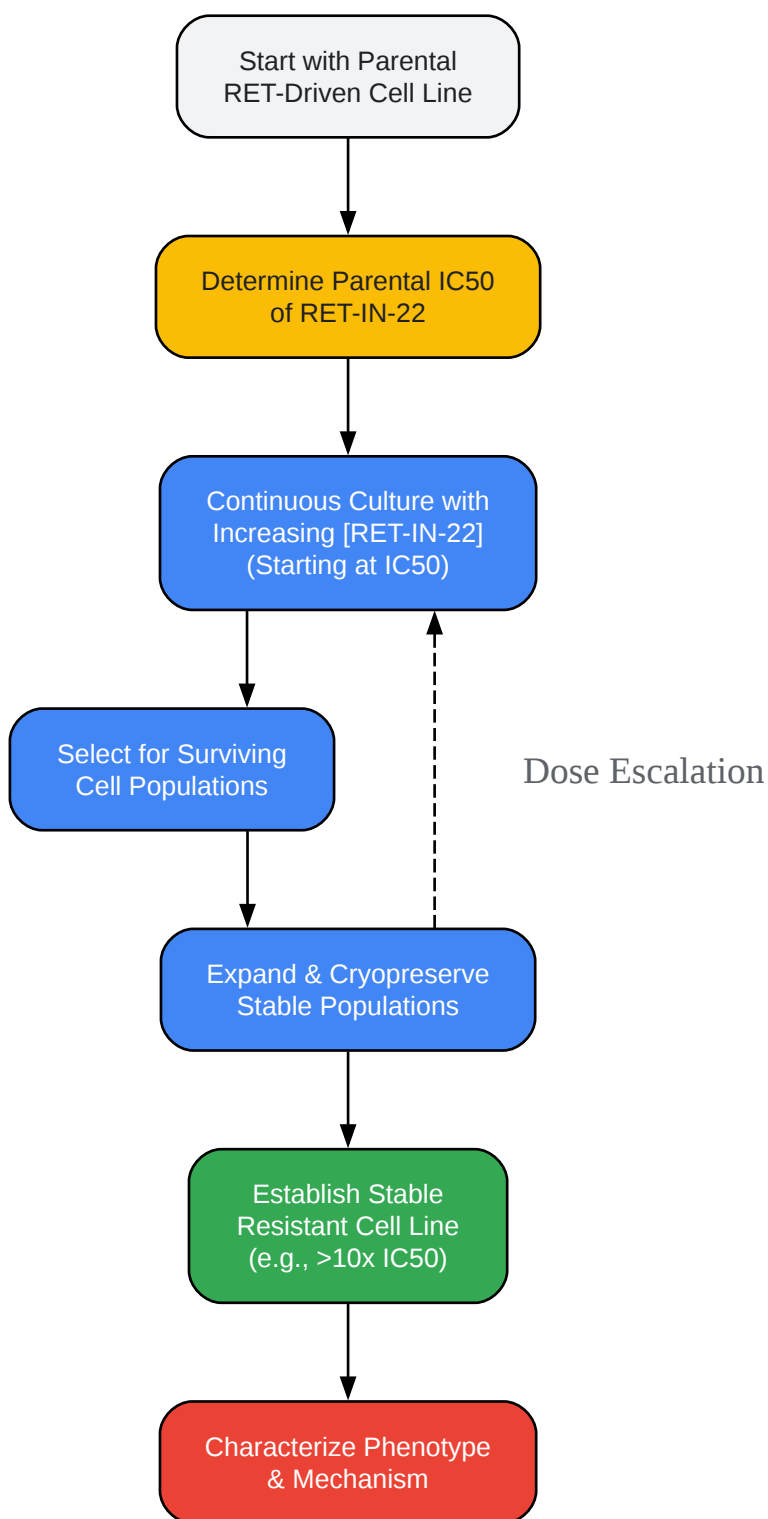 Start with Parental
RET-Driven Cell Line
Determine Parental IC50
of RET-IN-22
Continuous Culture with
Increasing [RET-IN-22]
(Starting at IC50)
Select for Surviving
Cell Populations
Dose Escalation
Expand & Cryopreserve
Stable Populations
Establish Stable
Resistant Cell Line
(e.g., >10x IC50)
Characterize Phenotype
& Mechanism